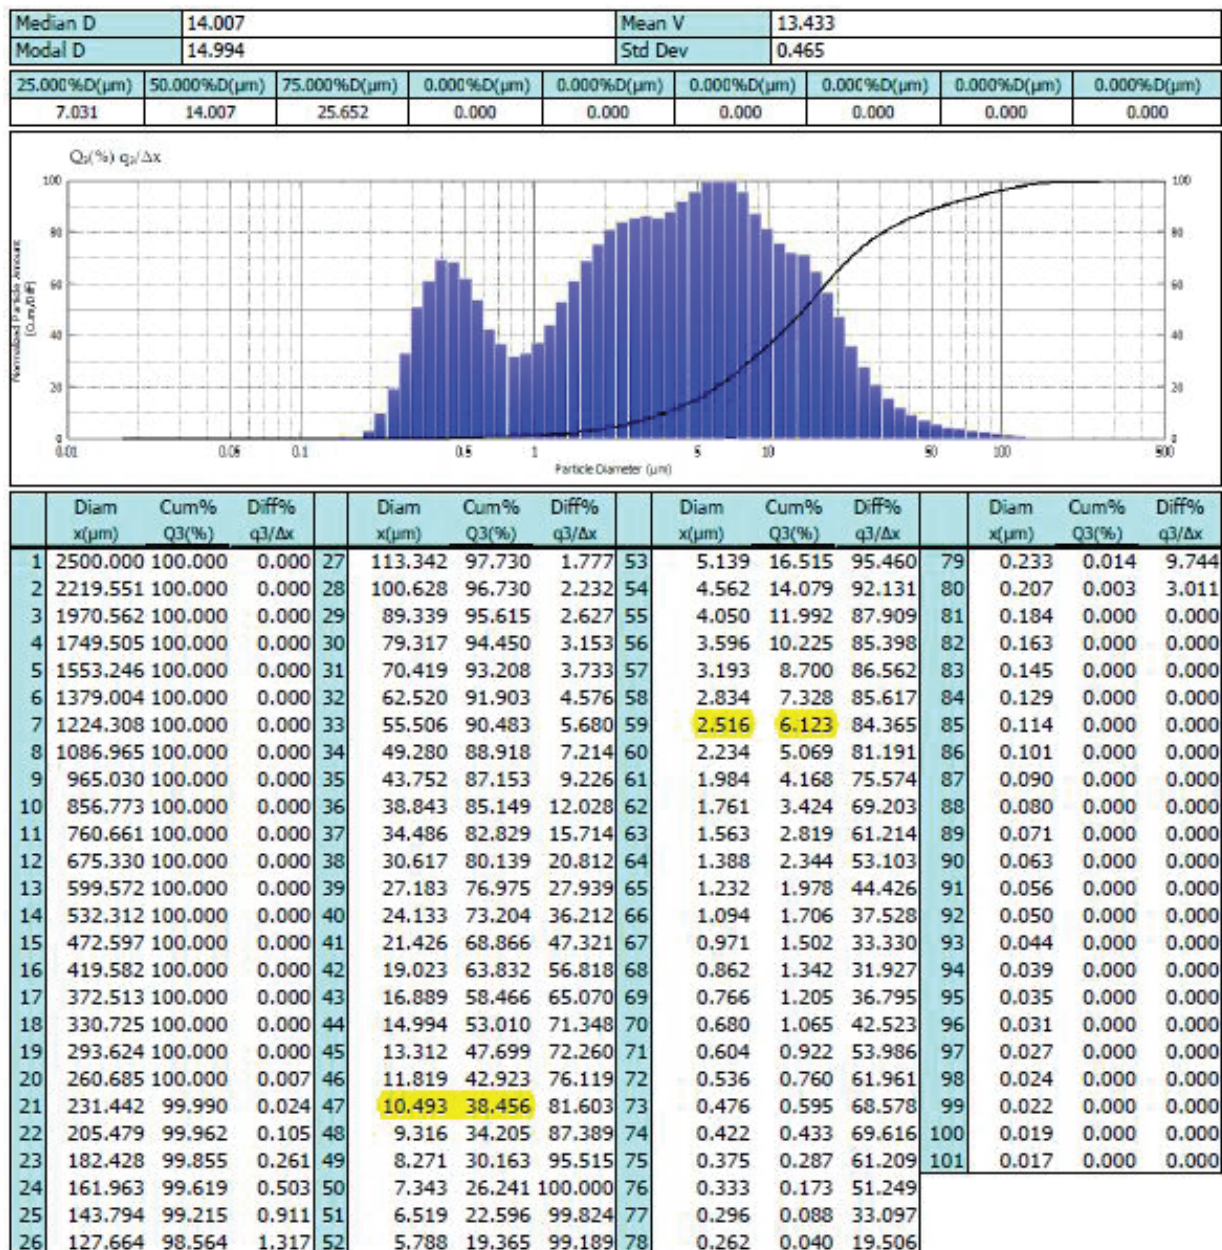 Median D 14.007 Mean V 13.433
Modal D 14.994 Std Dev 0.465
25.000%D(µm) 50.000%D(µm) 75.000%D(µm) 0.000%D(µm) 0.000%D(µm) 0.000%D(µm) 0.000%D(µm) 0.000%D(µm) 0.000%D(µm)
7.031 14.007 25.652 0.000 0.000 0.000 0.000 0.000 0.000
Q₃(%) q₃/Δx
Normalized Particle Amount
(Cum/Diff)
100 100
80 80
60 60
40 40
20 20
0 0
0.01 0.05 0.1 0.5 1 5 10 50 100 500
Particle Diameter (µm)
Diam Cum% Diff% Diam Cum% Diff% Diam Cum% Diff% Diam Cum% Diff%
x(µm) Q3(%) q3/Δx x(µm) Q3(%) q3/Δx x(µm) Q3(%) q3/Δx x(µm) Q3(%) q3/Δx
1 2500.000 100.000 0.000 27 113.342 97.730 1.777 53 5.139 16.515 95.460 79 0.233 0.014 9.744
2 2219.551 100.000 0.000 28 100.628 96.730 2.232 54 4.562 14.079 92.131 80 0.207 0.003 3.011
3 1970.562 100.000 0.000 29 89.339 95.615 2.627 55 4.050 11.992 87.909 81 0.184 0.000 0.000
4 1749.505 100.000 0.000 30 79.317 94.450 3.153 56 3.596 10.225 85.398 82 0.163 0.000 0.000
5 1553.246 100.000 0.000 31 70.419 93.208 3.733 57 3.193 8.700 86.562 83 0.145 0.000 0.000
6 1379.004 100.000 0.000 32 62.520 91.903 4.576 58 2.834 7.328 85.617 84 0.129 0.000 0.000
7 1224.308 100.000 0.000 33 55.506 90.483 5.680 59 2.516 6.123 84.365 85 0.114 0.000 0.000
8 1086.965 100.000 0.000 34 49.280 88.918 7.214 60 2.234 5.069 81.191 86 0.101 0.000 0.000
9 965.030 100.000 0.000 35 43.752 87.153 9.226 61 1.984 4.168 75.574 87 0.090 0.000 0.000
10 856.773 100.000 0.000 36 38.843 85.149 12.028 62 1.761 3.424 69.203 88 0.080 0.000 0.000
11 760.661 100.000 0.000 37 34.486 82.829 15.714 63 1.563 2.819 61.214 89 0.071 0.000 0.000
12 675.330 100.000 0.000 38 30.617 80.139 20.812 64 1.388 2.344 53.103 90 0.063 0.000 0.000
13 599.572 100.000 0.000 39 27.183 76.975 27.939 65 1.232 1.978 44.426 91 0.056 0.000 0.000
14 532.312 100.000 0.000 40 24.133 73.204 36.212 66 1.094 1.706 37.528 92 0.050 0.000 0.000
15 472.597 100.000 0.000 41 21.426 68.866 47.321 67 0.971 1.502 33.330 93 0.044 0.000 0.000
16 419.582 100.000 0.000 42 19.023 63.832 56.818 68 0.862 1.342 31.927 94 0.039 0.000 0.000
17 372.513 100.000 0.000 43 16.889 58.466 65.070 69 0.766 1.205 36.795 95 0.035 0.000 0.000
18 330.725 100.000 0.000 44 14.994 53.010 71.348 70 0.680 1.065 42.523 96 0.031 0.000 0.000
19 293.624 100.000 0.000 45 13.312 47.699 72.260 71 0.604 0.922 53.986 97 0.027 0.000 0.000
20 260.685 100.000 0.007 46 11.819 42.923 76.119 72 0.536 0.760 61.961 98 0.024 0.000 0.000
21 231.442 99.990 0.024 47 10.493 38.456 81.603 73 0.476 0.595 68.578 99 0.022 0.000 0.000
22 205.479 99.962 0.105 48 9.316 34.205 87.389 74 0.422 0.433 69.616 100 0.019 0.000 0.000
23 182.428 99.855 0.261 49 8.271 30.163 95.515 75 0.375 0.287 61.209 101 0.017 0.000 0.000
24 161.963 99.619 0.503 50 7.343 26.241 100.000 76 0.333 0.173 51.249
25 143.794 99.215 0.911 51 6.519 22.596 99.824 77 0.296 0.088 33.097
26 127.664 98.564 1.317 52 5.788 19.365 99.189 78 0.262 0.040 19.506